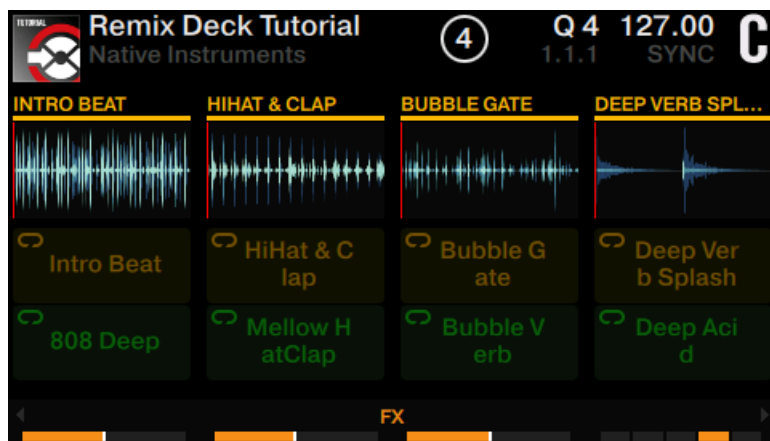 TUTORIAL
Remix Deck Tutorial
Native Instruments
4
Q 4
127.00
C
1.1.1
SYNC
INTRO BEAT
HIHAT & CLAP
BUBBLE GATE
DEEP VERB SPL...
Intro Beat
HiHat & C
lap
Bubble G
ate
Deep Ver
b Splash
808 Deep
Mellow H
atClap
Bubble V
erb
Deep Aci
d
FX